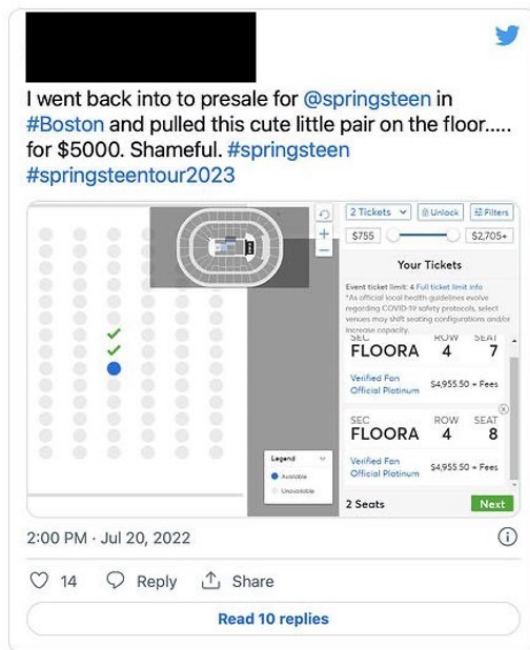 I went back into to presale for @springsteen in
#Boston and pulled this cute little pair on the floor.....
for $5000. Shameful. #springsteen
#springsteentour2023
2 Tickets Unlock Filters
$755 $2,705+
Your Tickets
Event ticket limit: 4 Full ticket limit info
*As official local health guidelines evolve
regarding COVID-19 safety protocols, select
venues may shift seating configurations and/or
increase capacity.
SEC ROW SEAT
FLOORA 4 7
Verified Fan
Official Platinum $4,955.50 + Fees
SEC ROW SEAT
FLOORA 4 8
Verified Fan
Official Platinum $4,955.50 + Fees
Legend
Available
Unavailable
2 Seats Next
2:00 PM · Jul 20, 2022
14 Reply Share
Read 10 replies